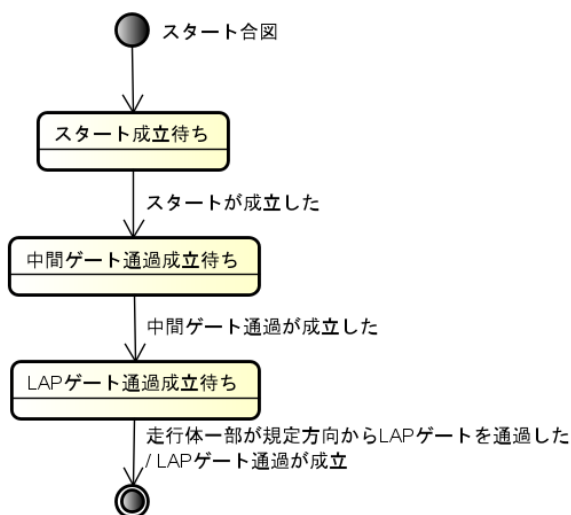 スタート合図
スタート成立待ち
スタートが成立した
中間ゲート通過成立待ち
中間ゲート通過が成立した
LAPゲート通過成立待ち
走行体一部が規定方向からLAPゲートを通過した
/ LAPゲート通過が成立